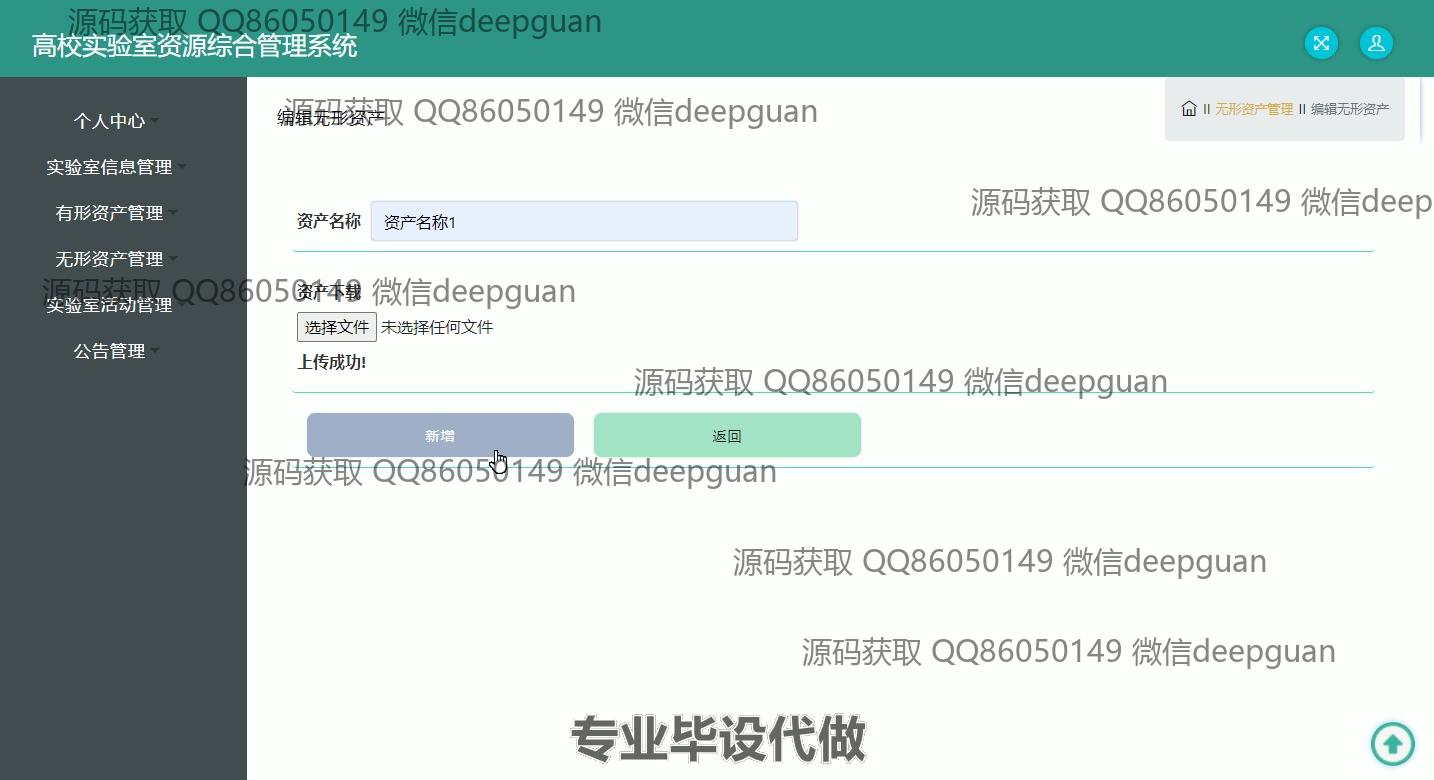 源码获取 QQ86050149 微信deepguan
高校实验室资源综合管理系统
个人中心
实验室信息管理
有形资产管理
无形资产管理
实验室活动管理
公告管理
源码获取 QQ86050149 微信deepguan
编辑无形资产
无形资产管理 II 编辑无形资产
源码获取 QQ86050149 微信deep
资产名称 资产名称1
源码获取 QQ86050149 微信deepguan
资产下载
选择文件 未选择任何文件
上传成功!
源码获取 QQ86050149 微信deepguan
新增 返回
源码获取 QQ86050149 微信deepguan
源码获取 QQ86050149 微信deepguan
源码获取 QQ86050149 微信deepguan
专业毕设代做